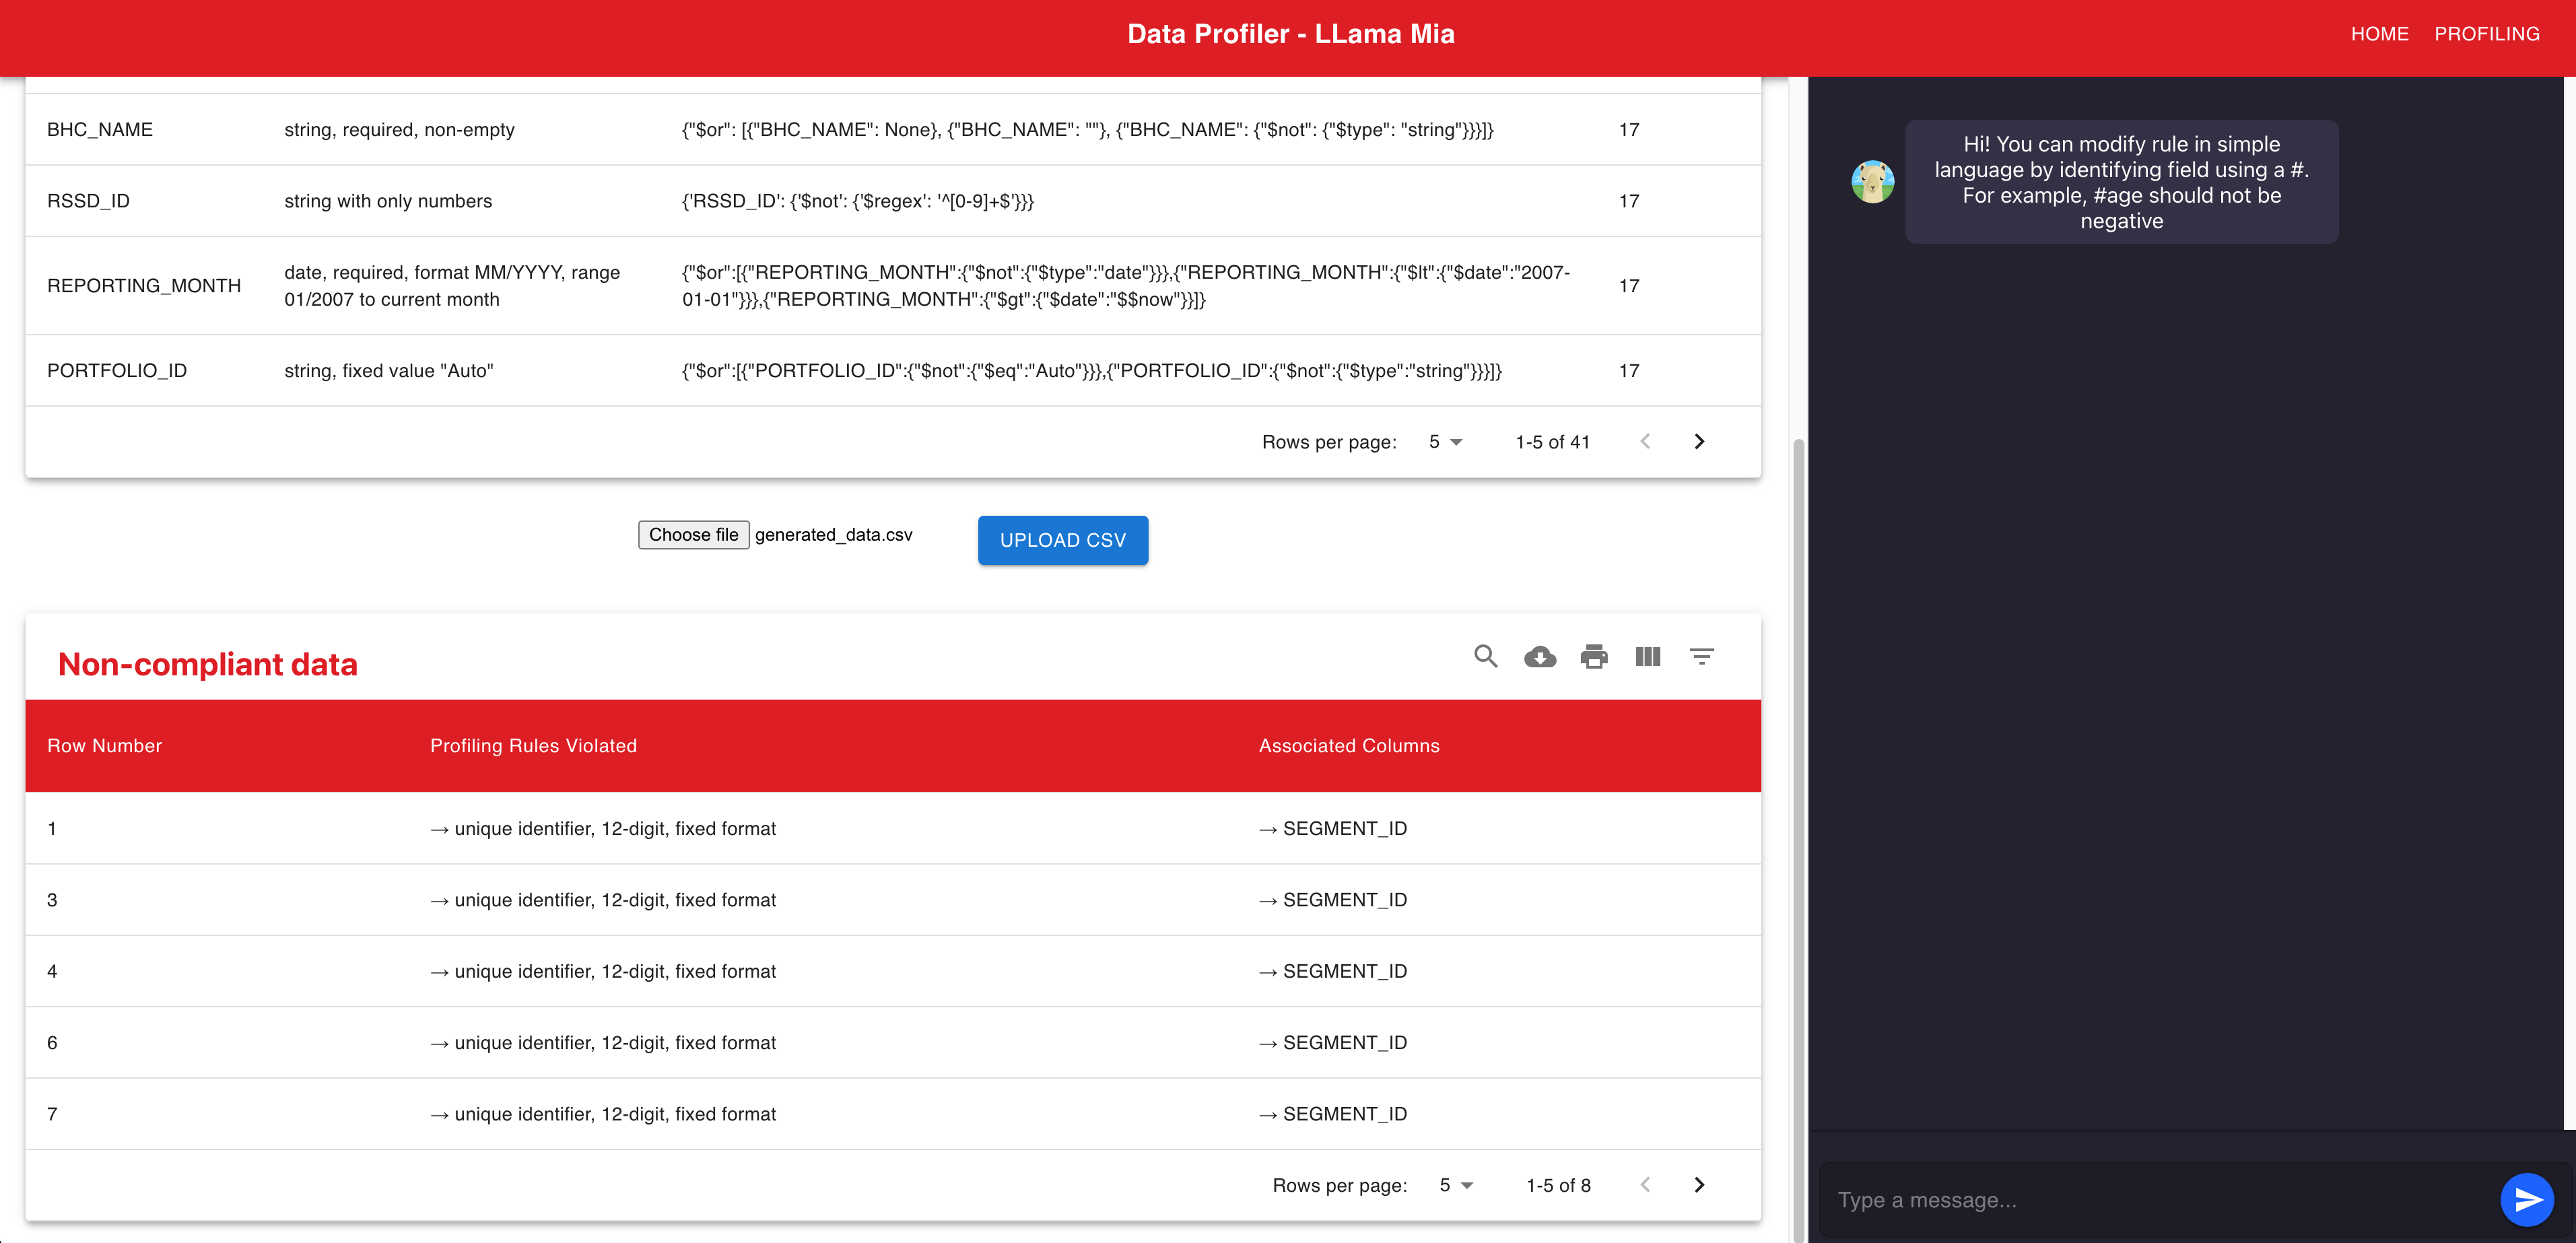 Data Profiler - LLama Mia
HOME
PROFILING
BHC_NAME
string, required, non-empty
{"$or": [{"BHC_NAME": None}, {"BHC_NAME": ""}, {"BHC_NAME": {"$not": {"$type": "string"}}}]}
17
RSSD_ID
string with only numbers
{'RSSD_ID': {'$not': {'$regex': '^[0-9]+$'}}}
17
REPORTING_MONTH
date, required, format MM/YYYY, range
01/2007 to current month
{"$or":[{"REPORTING_MONTH":{"$not":{"$type":"date"}}},{"REPORTING_MONTH":{"$lt":{"$date":"2007-
01-01"}}},{"REPORTING_MONTH":{"$gt":{"$date":"$$now"}}]}
17
PORTFOLIO_ID
string, fixed value "Auto"
{"$or":[{"PORTFOLIO_ID":{"$not":{"$eq":"Auto"}}},{"PORTFOLIO_ID":{"$not":{"$type":"string"}}}]}
17
Rows per page:
5
1-5 of 41
Choose file
generated_data.csv
UPLOAD CSV
Non-compliant data
Row Number
Profiling Rules Violated
Associated Columns
1
→ unique identifier, 12-digit, fixed format
→ SEGMENT_ID
3
→ unique identifier, 12-digit, fixed format
→ SEGMENT_ID
4
→ unique identifier, 12-digit, fixed format
→ SEGMENT_ID
6
→ unique identifier, 12-digit, fixed format
→ SEGMENT_ID
7
→ unique identifier, 12-digit, fixed format
→ SEGMENT_ID
Rows per page:
5
1-5 of 8
Hi! You can modify rule in simple
language by identifying field using a #.
For example, #age should not be
negative
Type a message...